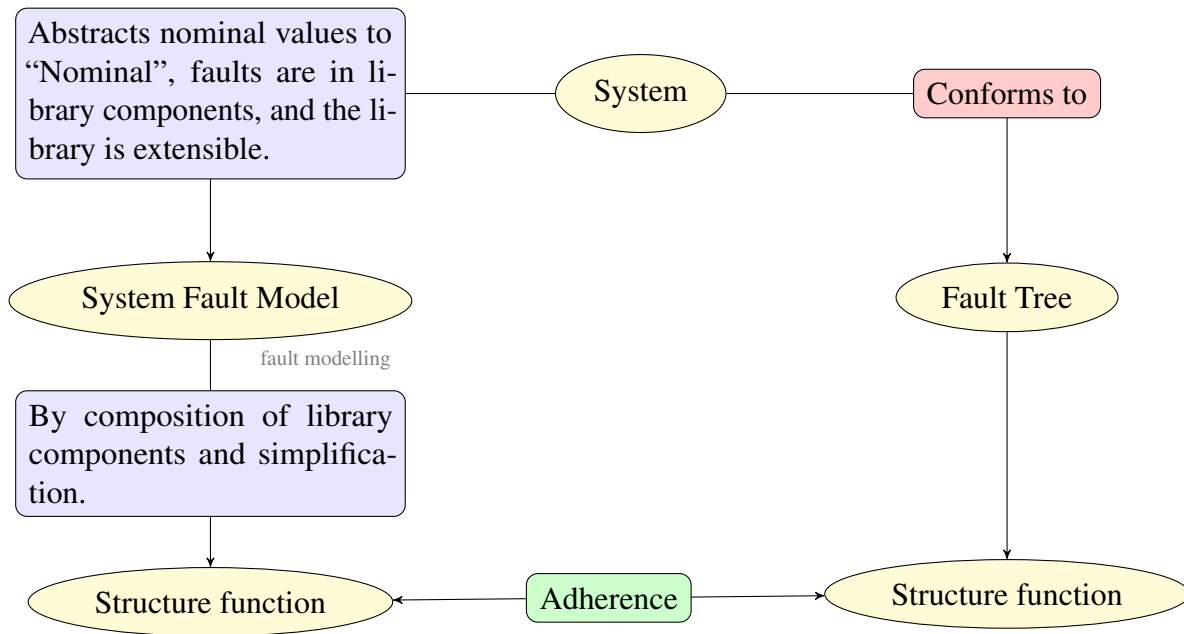 Abstracts nominal values to
“Nominal”, faults are in li-
brary components, and the li-
brary is extensible.
System
Conforms to
System Fault Model
Fault Tree
fault modelling
By composition of library
components and simplifica-
tion.
Structure function
Adherence
Structure function